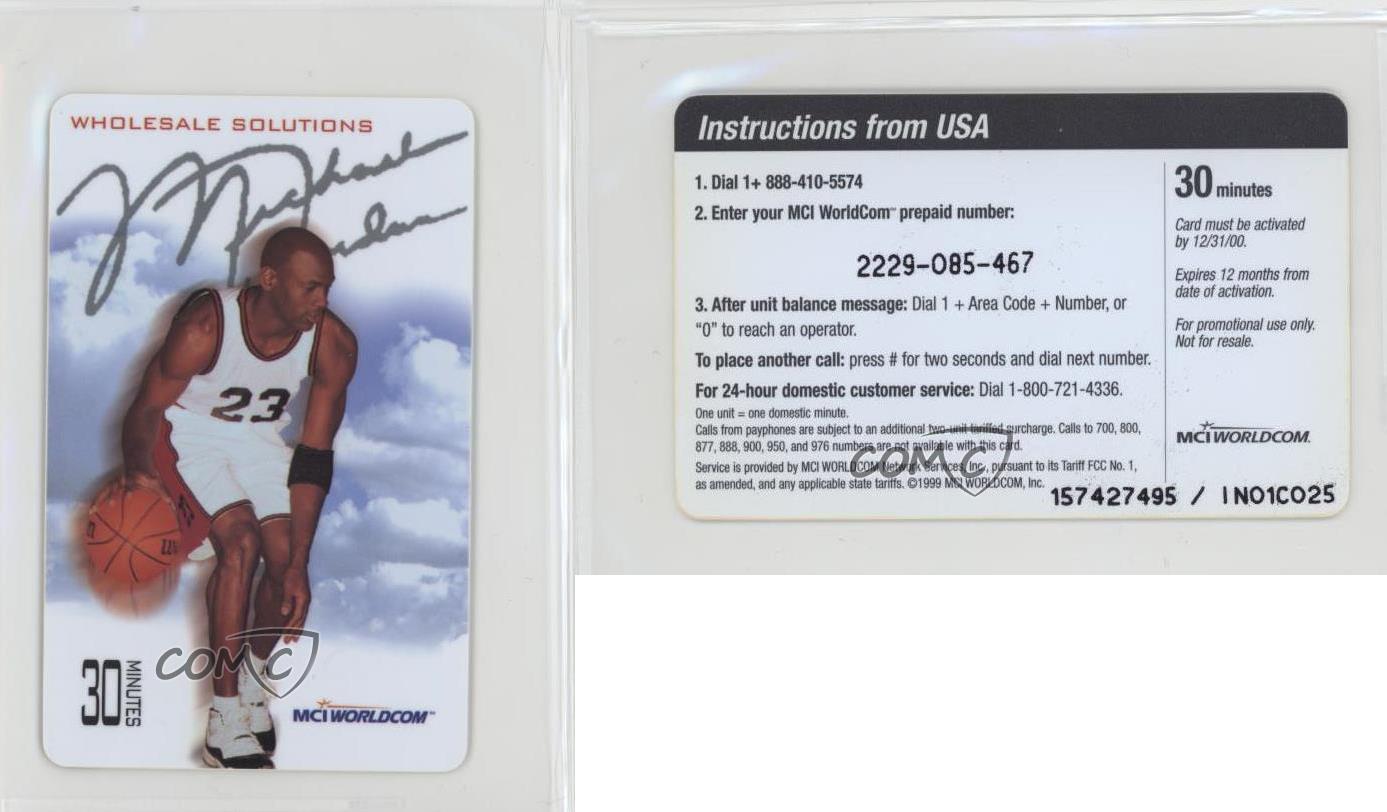 WHOLESALE SOLUTIONS
Michael
Jordan
23
30
MINUTES
MCI WORLDCOM℠
COMC
Instructions from USA
1. Dial 1+ 888-410-5574
2. Enter your MCI WorldCom℠ prepaid number:
2229-085-467
3. After unit balance message: Dial 1 + Area Code + Number, or
“0” to reach an operator.
To place another call: press # for two seconds and dial next number.
For 24-hour domestic customer service: Dial 1-800-721-4336.
One unit = one domestic minute.
Calls from payphones are subject to an additional two-unit tariffed surcharge. Calls to 700, 800,
877, 888, 900, 950, and 976 numbers are not available with this card.
Service is provided by MCI WORLDCOM Network Services, Inc., pursuant to its Tariff FCC No. 1,
as amended, and any applicable state tariffs. ©1999 MCI WORLDCOM, Inc.
30 minutes
Card must be activated
by 12/31/00.
Expires 12 months from
date of activation.
For promotional use only.
Not for resale.
MCI WORLDCOM.
157427495 / IN01C025
COMC